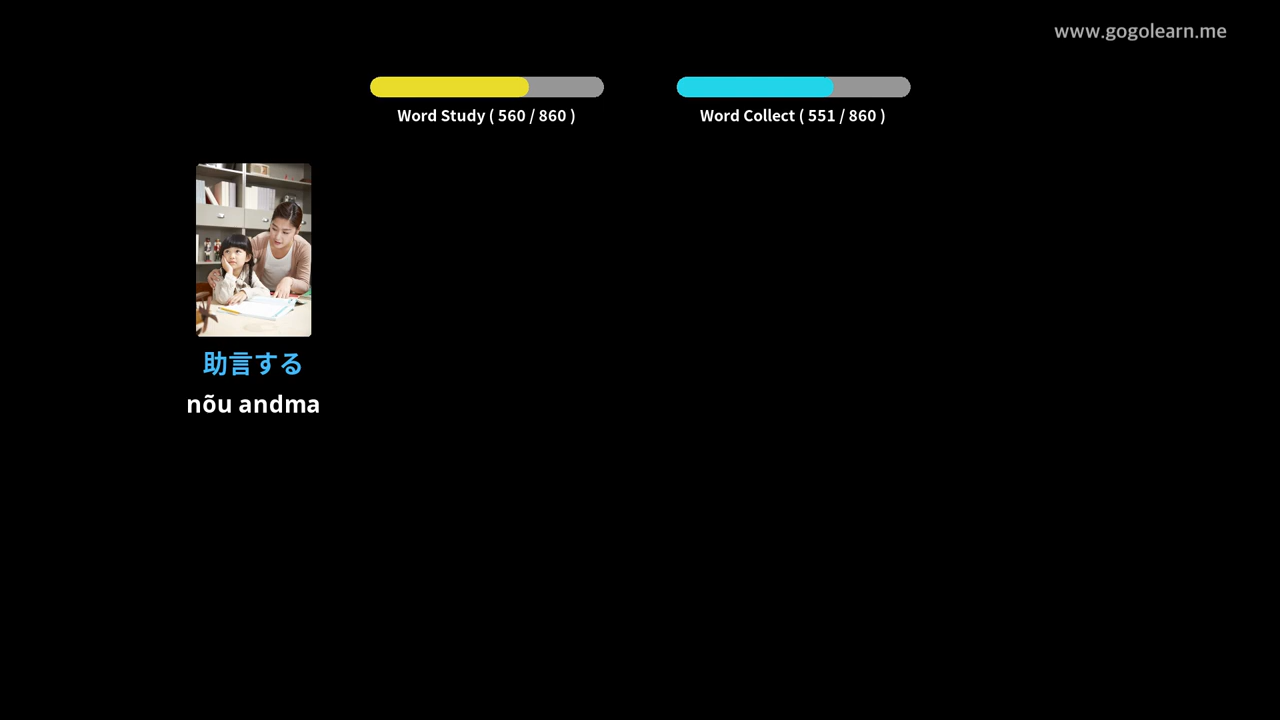 www.gogolearn.me
Word Study ( 560 / 860 )
Word Collect ( 551 / 860 )
助言する
nõu andma